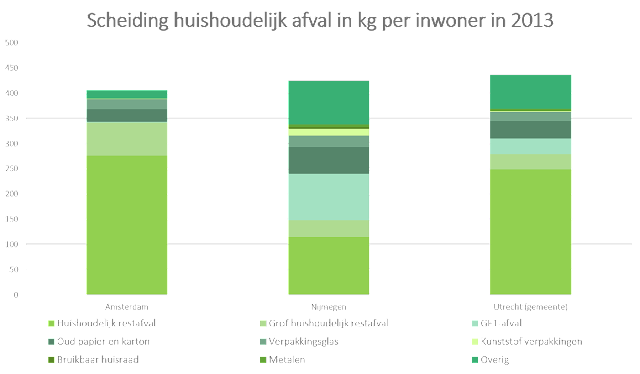 Scheiding huishoudelijk afval in kg per inwoner in 2013
500
450
400
350
300
250
200
150
100
50
0
Amsterdam Nijmegen Utrecht (gemeente)
Huishoudelijk restafval Grof huishoudelijk restafval GFT afval
Oud papier en karton Verpakkingsglas Kunststof verpakkingen
Bruikbaar huisraad Metalen Overig